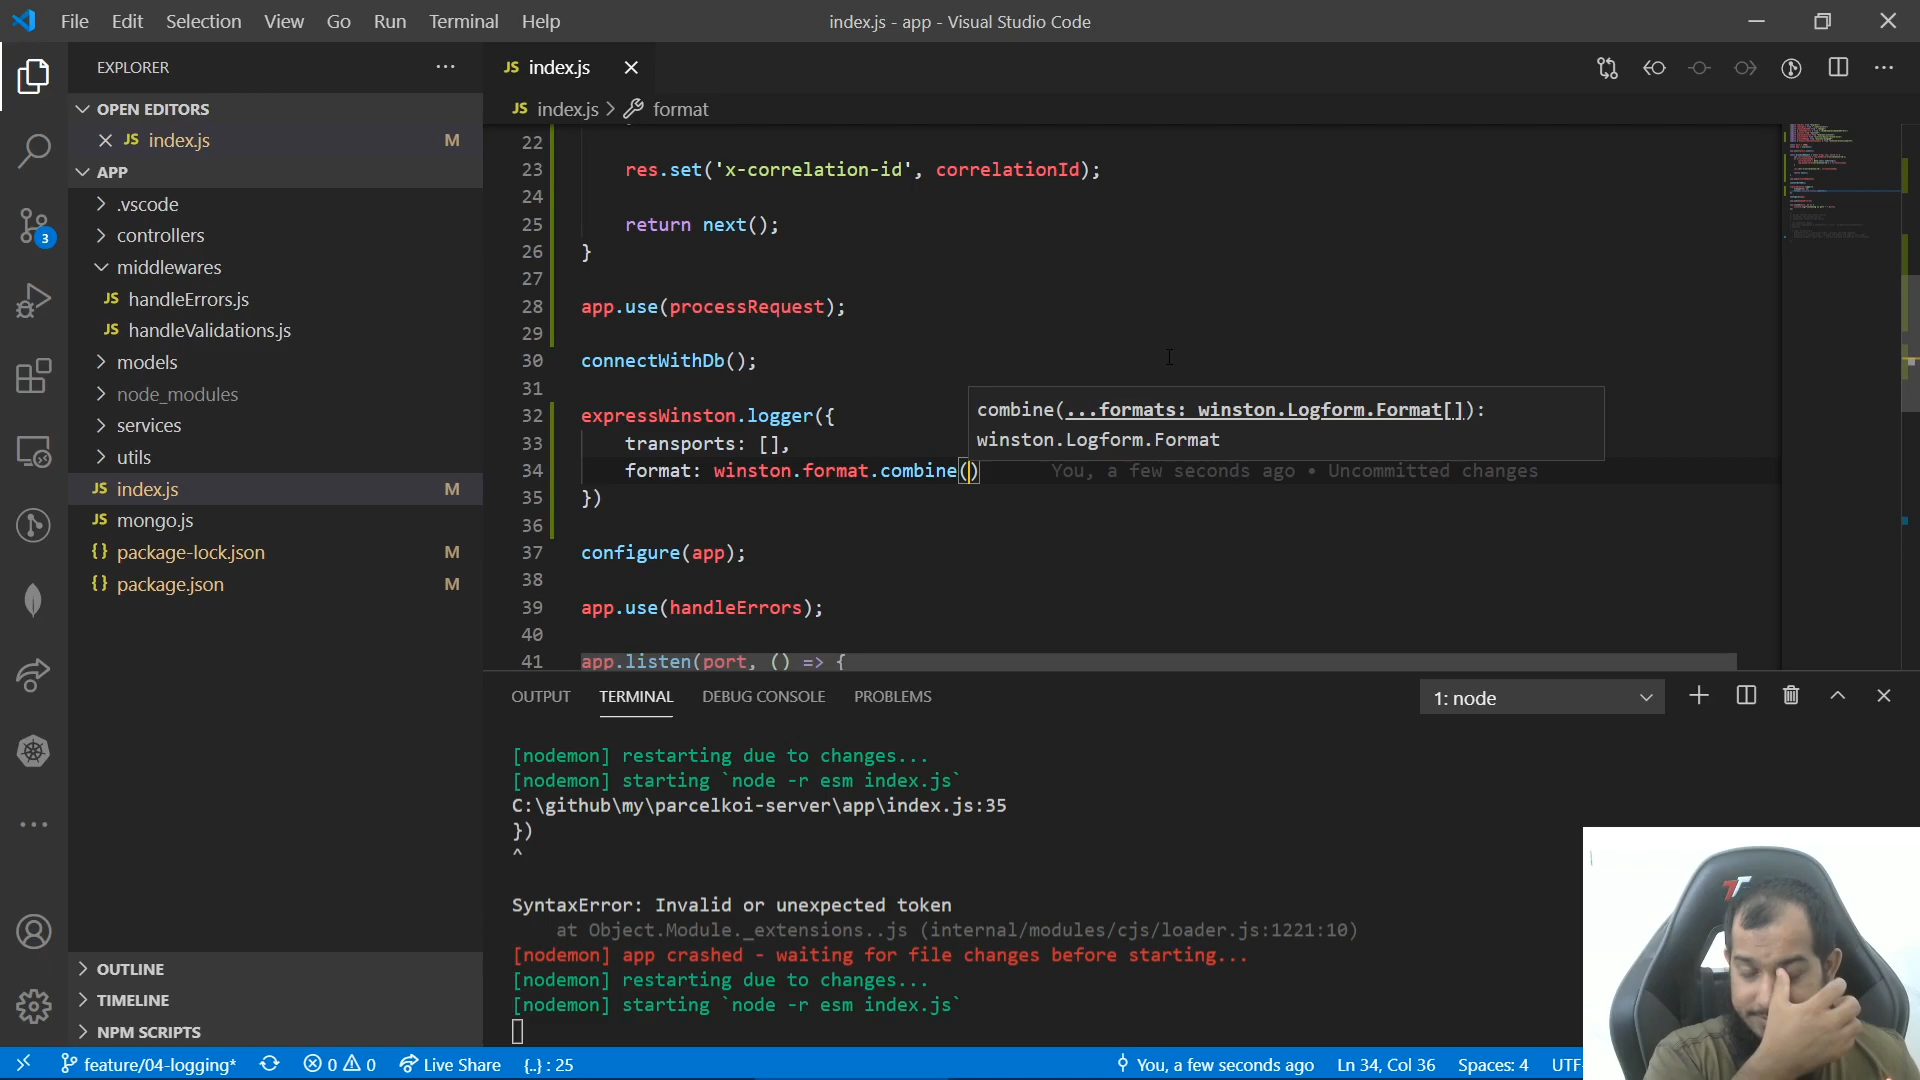 File Edit Selection View Go Run Terminal Help
index.js - app - Visual Studio Code
EXPLORER
OPEN EDITORS
JS index.js M
APP
.vscode
controllers
middlewares
JS handleErrors.js
JS handleValidations.js
models
node_modules
services
utils
JS index.js M
JS mongo.js
{} package-lock.json M
{} package.json M
OUTLINE
TIMELINE
NPM SCRIPTS
3
JS index.js
JS index.js > format
22
23 res.set('x-correlation-id', correlationId);
24
25 return next();
26 }
27
28 app.use(processRequest);
29
30 connectWithDb();
31
32 expressWinston.logger({
33 transports: [],
34 format: winston.format.combine() You, a few seconds ago • Uncommitted changes
35 })
36
37 configure(app);
38
39 app.use(handleErrors);
40
41 app.listen(port, () => {
combine(...formats: winston.Logform.Format[]):
winston.Logform.Format
OUTPUT TERMINAL DEBUG CONSOLE PROBLEMS
1: node
[nodemon] restarting due to changes...
[nodemon] starting `node -r esm index.js`
C:\github\my\parcelkoi-server\app\index.js:35
})
^
SyntaxError: Invalid or unexpected token
at Object.Module._extensions..js (internal/modules/cjs/loader.js:1221:10)
[nodemon] app crashed - waiting for file changes before starting...
[nodemon] restarting due to changes...
[nodemon] starting `node -r esm index.js`
feature/04-logging* 0 0 Live Share {..} : 25
You, a few seconds ago Ln 34, Col 36 Spaces: 4 UTF-